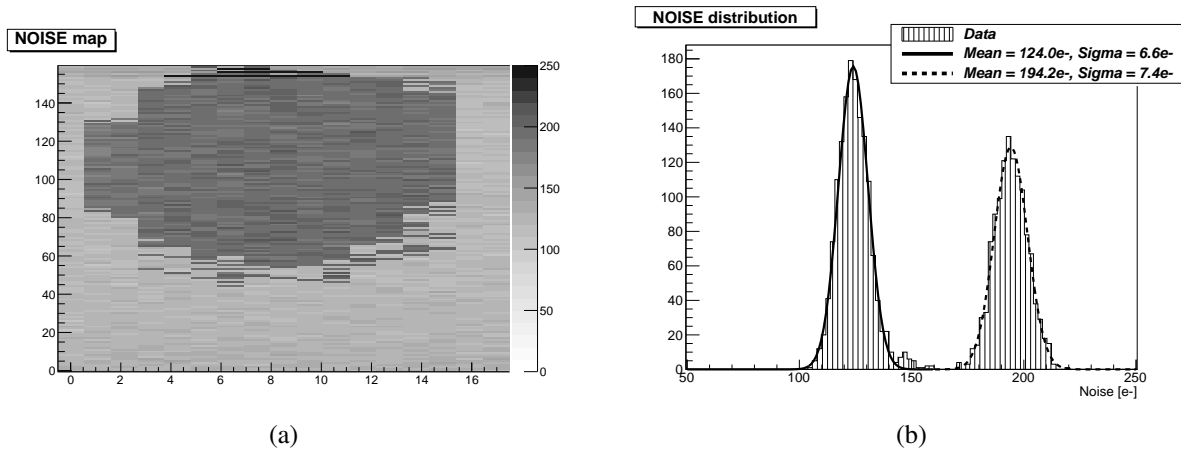 NOISE map
140
120
100
80
60
40
20
0
0 2 4 6 8 10 12 14 16
250
200
150
100
50
0
(a)
NOISE distribution
Data
Mean = 124.0e-, Sigma = 6.6e-
Mean = 194.2e-, Sigma = 7.4e-
180
160
140
120
100
80
60
40
20
0
50 100 150 200 250
Noise [e-]
(b)